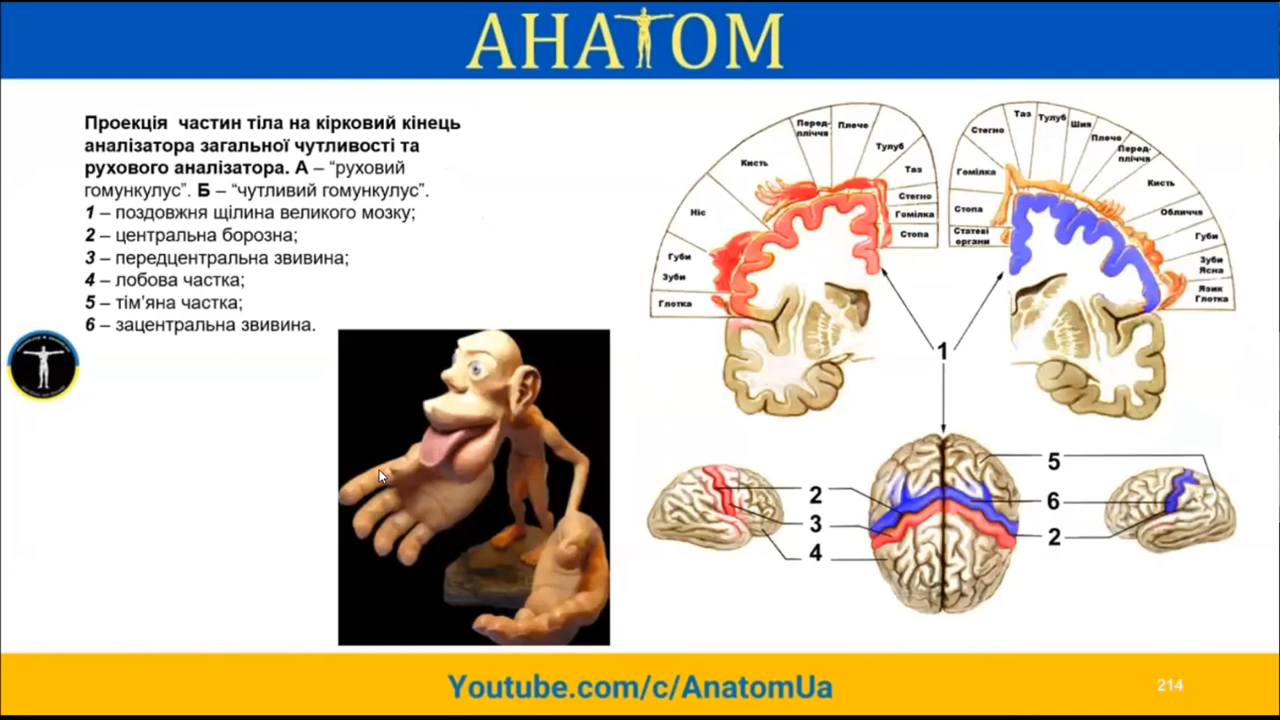 АНАТОМ
Проекція частин тіла на кірковий кінець
аналізатора загальної чутливості та
рухового аналізатора. А – “руховий
гомункулус”. Б – “чутливий гомункулус”.
1 – поздовжня щілина великого мозку;
2 – центральна борозна;
3 – передцентральна звивина;
4 – лобова частка;
5 – тім’яна частка;
6 – зацентральна звивина.
Перед-
пліччя
Плече
Тулуб
Таз
Стегно
Гомілка
Стопа
Кисть
Ніс
Губи
Зуби
Глотка
Стегно
Таз
Тулуб
Шия
Плече
Перед-
пліччя
Кисть
Обличчя
Губи
Зуби
Ясна
Язик
Глотка
Гомілка
Стопа
Статеві
органи
1
2
3
4
5
6
2
Youtube.com/c/AnatomUa
214